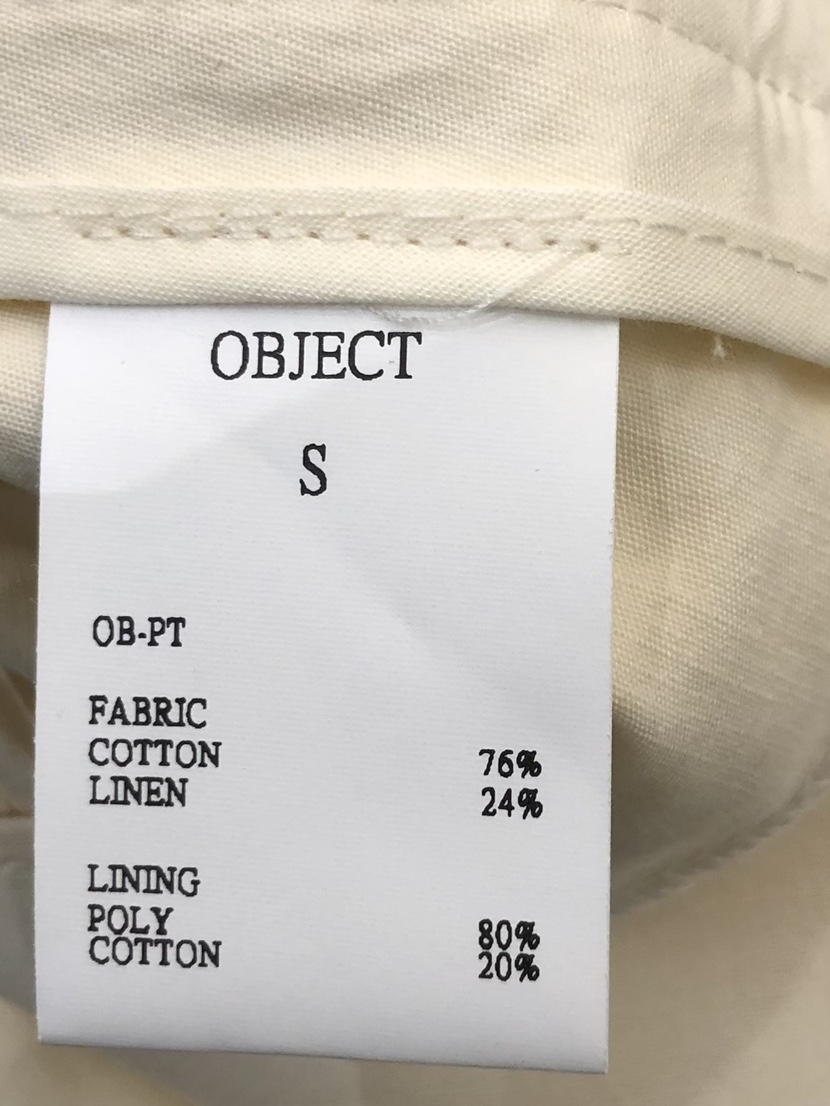 OBJECT
S
OB-PT
FABRIC
COTTON 76%
LINEN 24%
LINING
POLY 80%
COTTON 20%